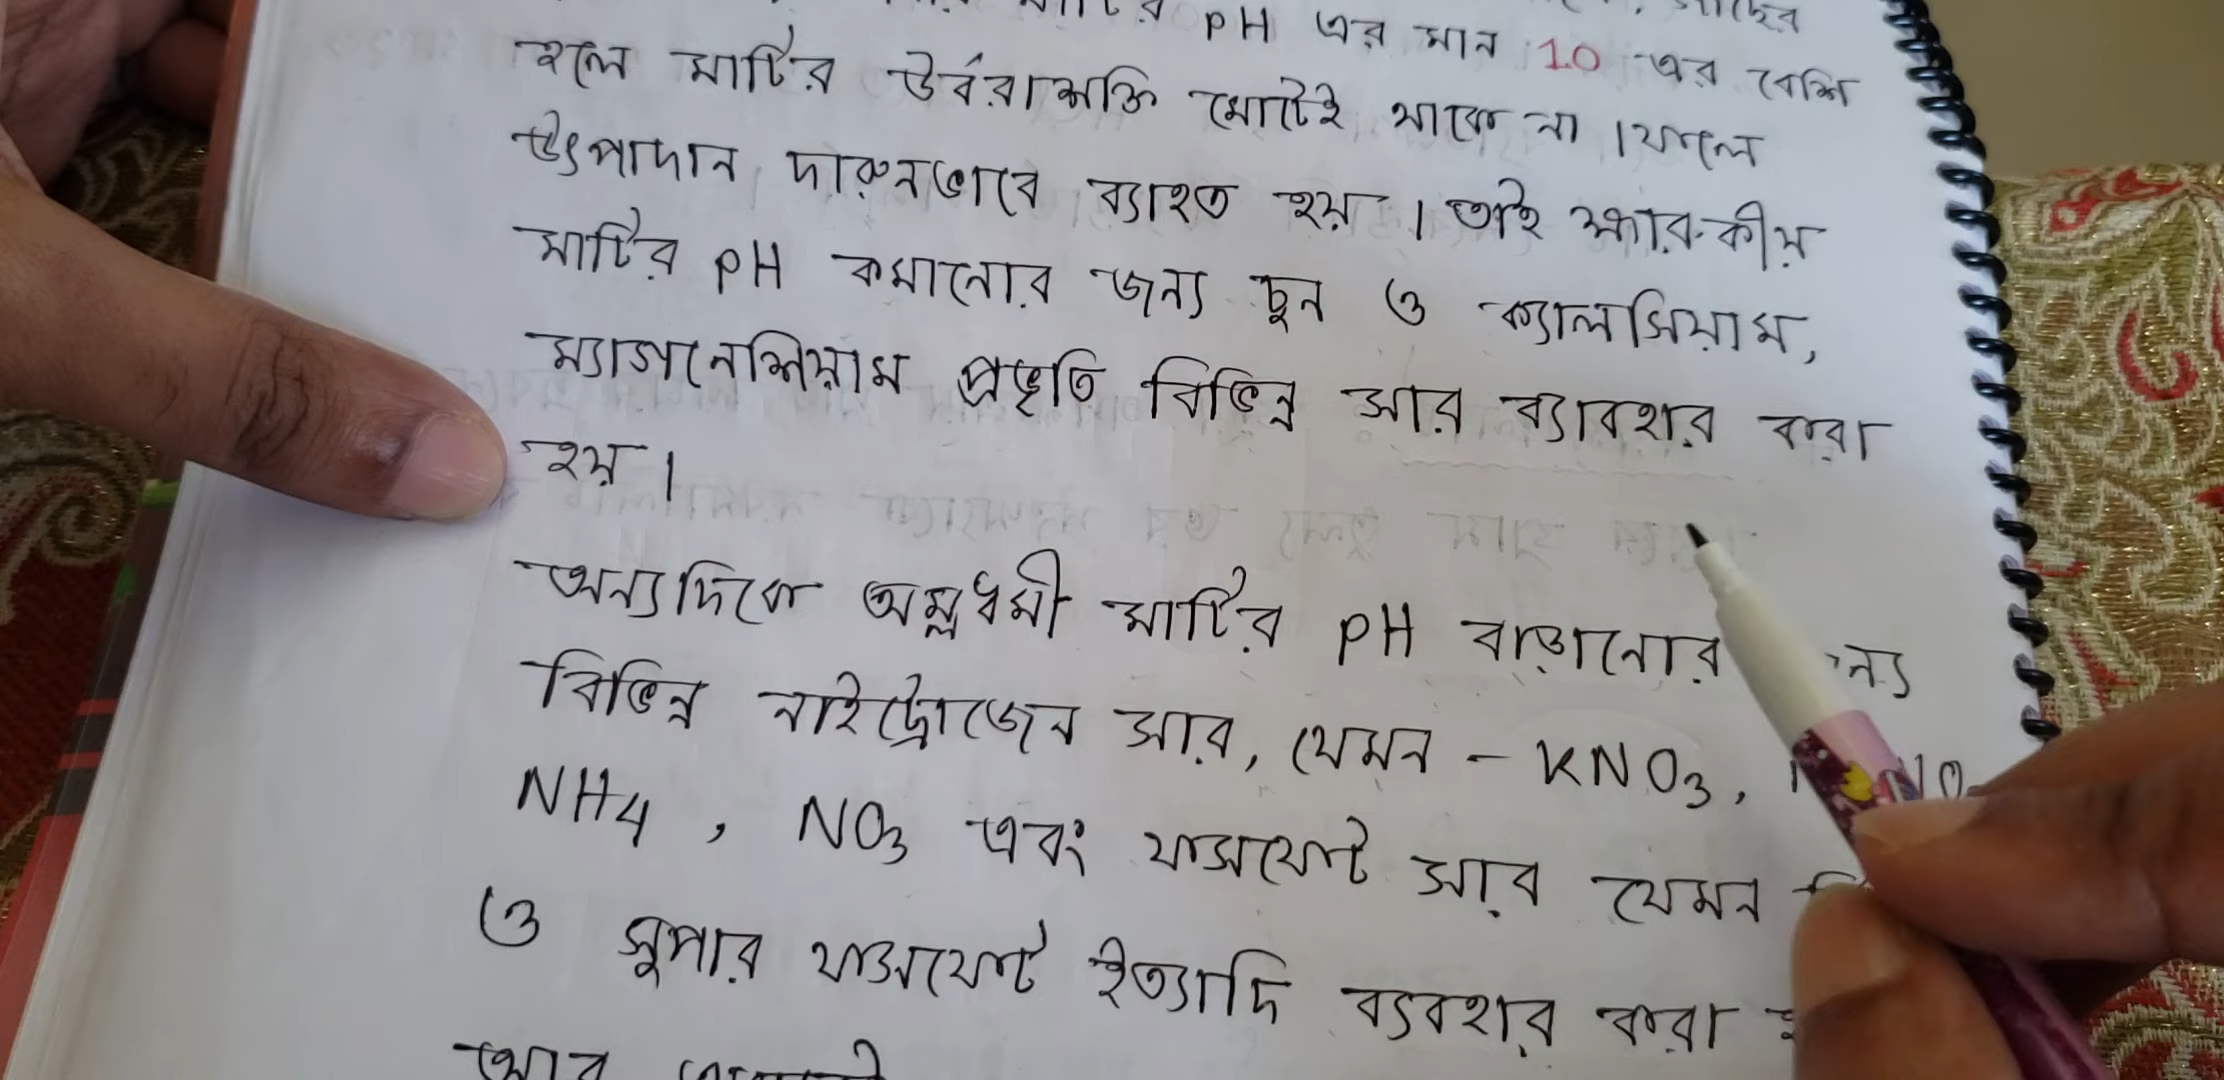 pH এর মান 10 এর বেশি
হলে মাটির উর্বরাশক্তি মোটেই থাকে না। ফলে
উৎপাদান দারুনভাবে ব্যাহত হয়। তাই ক্ষারকীয়
মাটির pH কমানোর জন্য চুন ও ক্যালসিয়াম,
ম্যাগনেশিয়াম প্রভৃতি বিভিন্ন সার ব্যাবহার করা
হয়।
অন্যদিকে অম্লধর্মী মাটির pH বাড়ানোর
বিভিন্ন নাইট্রোজেন সার, যেমন - KNO3,
NH4, NO3 এবং ফসফেট সার যেমন
ও সুপার ফসফেট ইত্যাদি ব্যবহার করা
আর